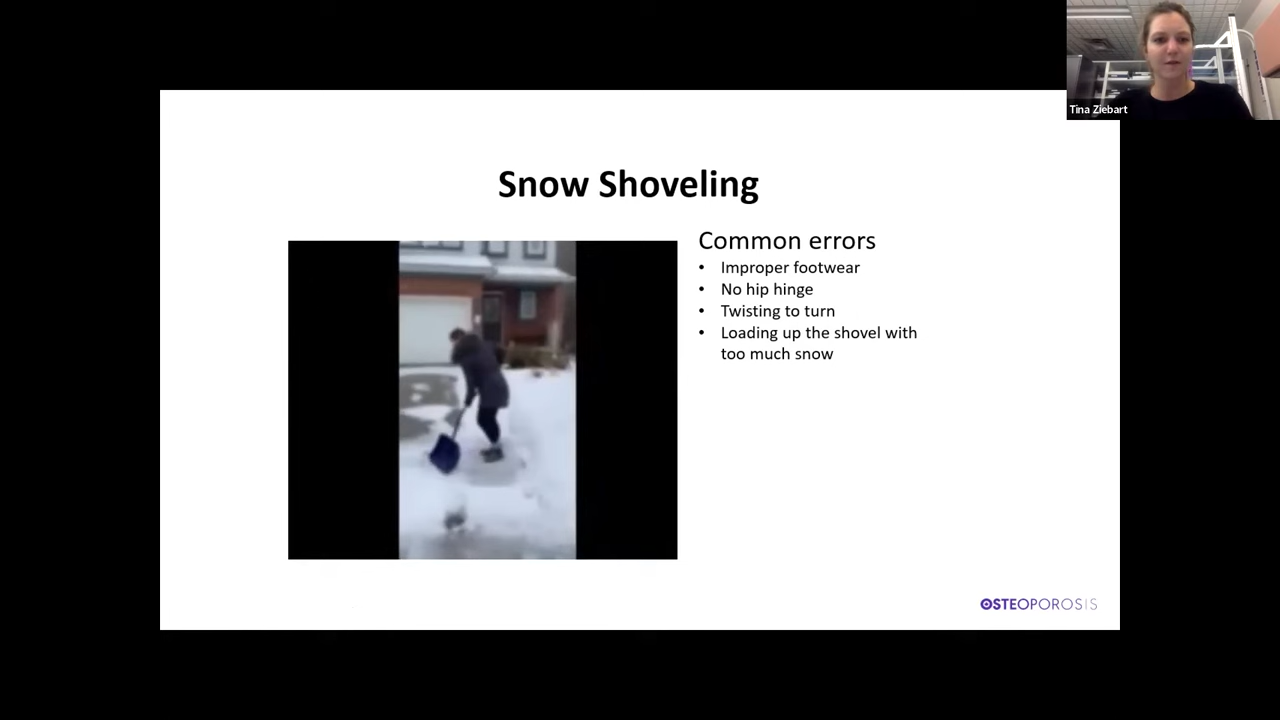 Tina Ziebart
Snow Shoveling
Common errors
• Improper footwear
• No hip hinge
• Twisting to turn
• Loading up the shovel with
too much snow
OSTEOPOROSIS